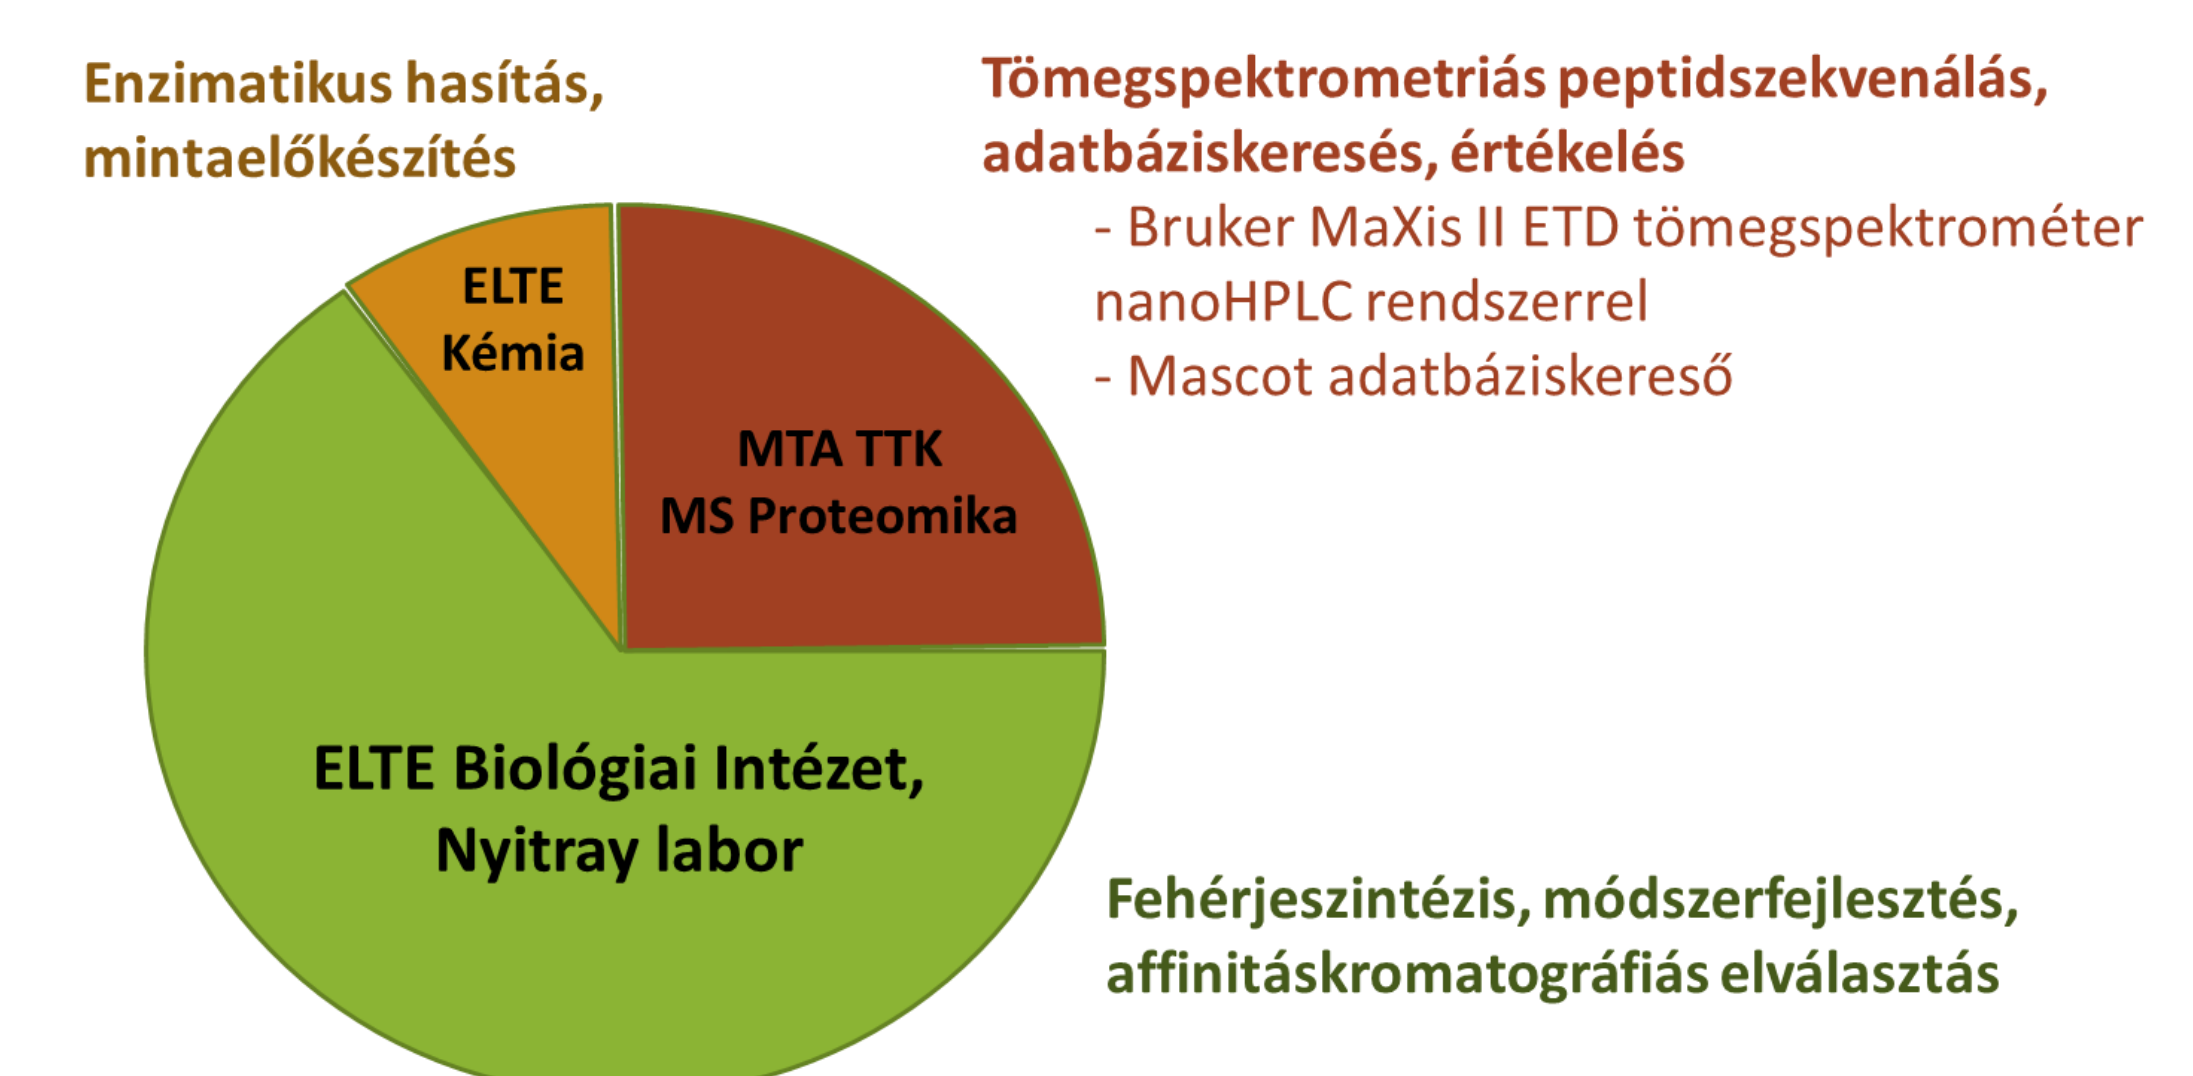 Enzimatikus hasítás,
mintaelőkészítés
Tömegspektrometriás peptidszekvenálás,
adatbáziskeresés, értékelés
- Bruker MaXis II ETD tömegspektrométer
nanoHPLC rendszerrel
- Mascot adatbáziskereső
ELTE
Kémia
MTA TTK
MS Proteomika
ELTE Biológiai Intézet,
Nyitray labor
Fehérjeszintézis, módszerfejlesztés,
affinitáskromatográfiás elválasztás